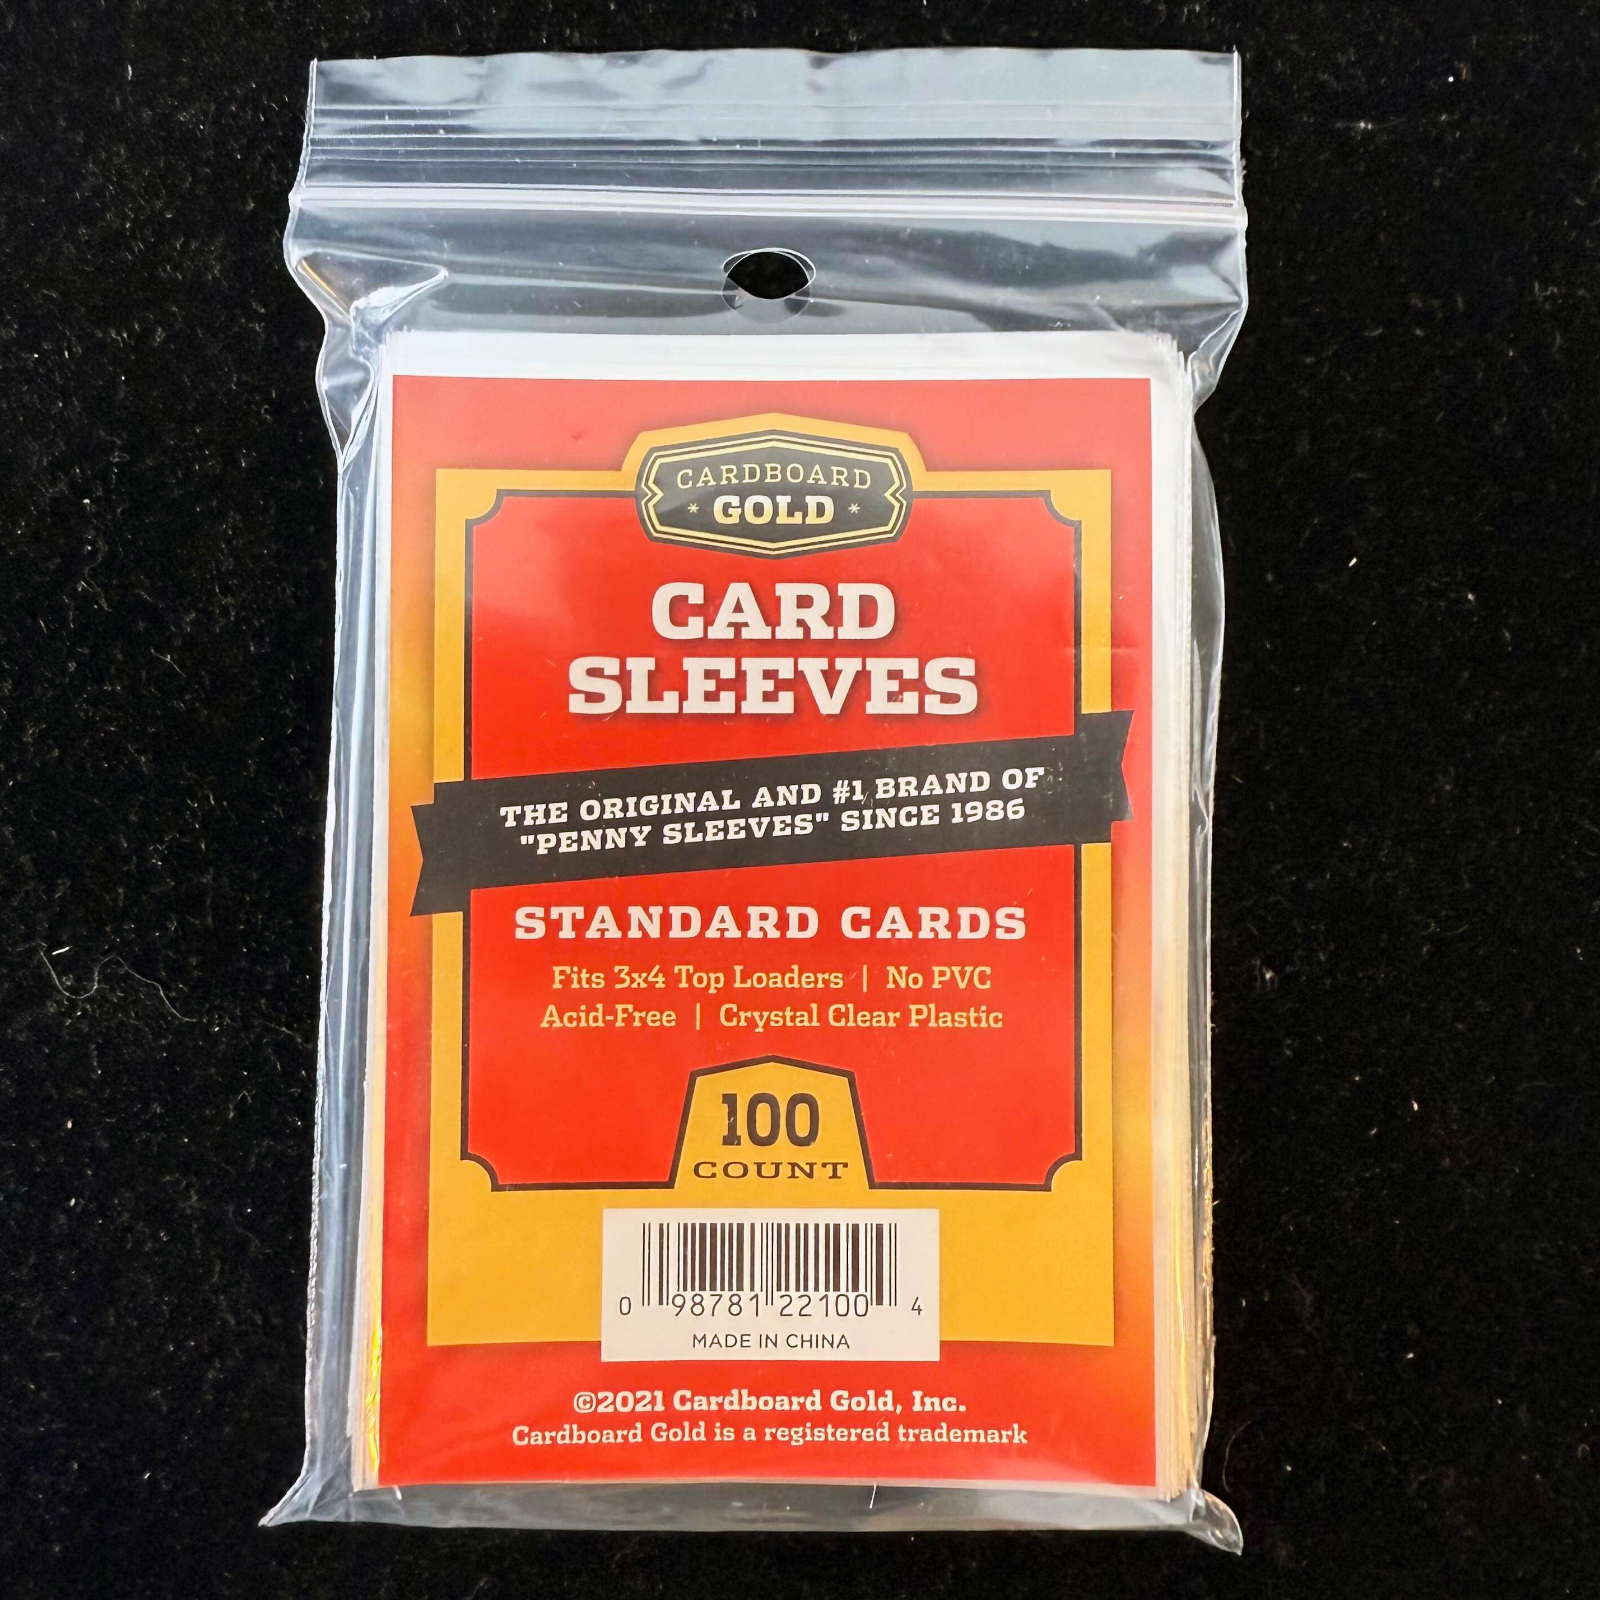 CARDBOARD
* GOLD *
CARD
SLEEVES
THE ORIGINAL AND #1 BRAND OF
"PENNY SLEEVES" SINCE 1986
STANDARD CARDS
Fits 3x4 Top Loaders | No PVC
Acid-Free | Crystal Clear Plastic
100
COUNT
0 98781 22100 4
MADE IN CHINA
©2021 Cardboard Gold, Inc.
Cardboard Gold is a registered trademark